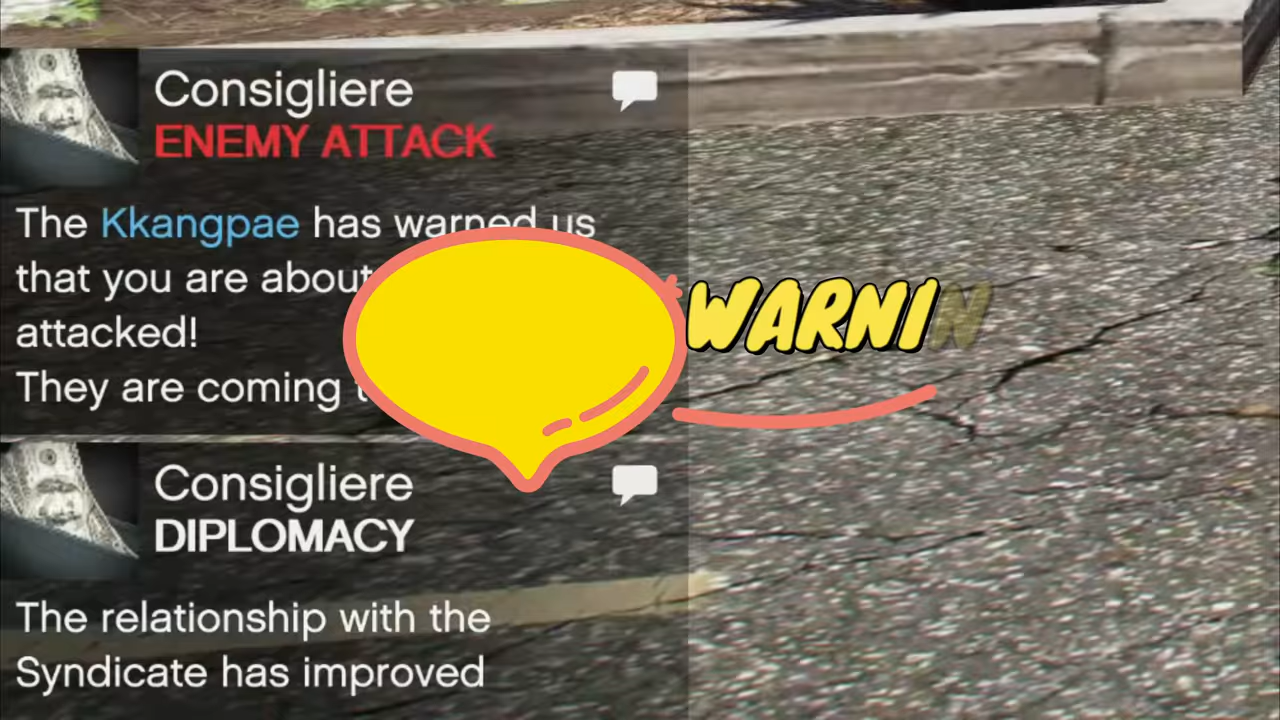 Consigliere
ENEMY ATTACK
The Kkangpae has warned us
that you are about
attacked!
They are coming
WARNIN
Consigliere
DIPLOMACY
The relationship with the
Syndicate has improved